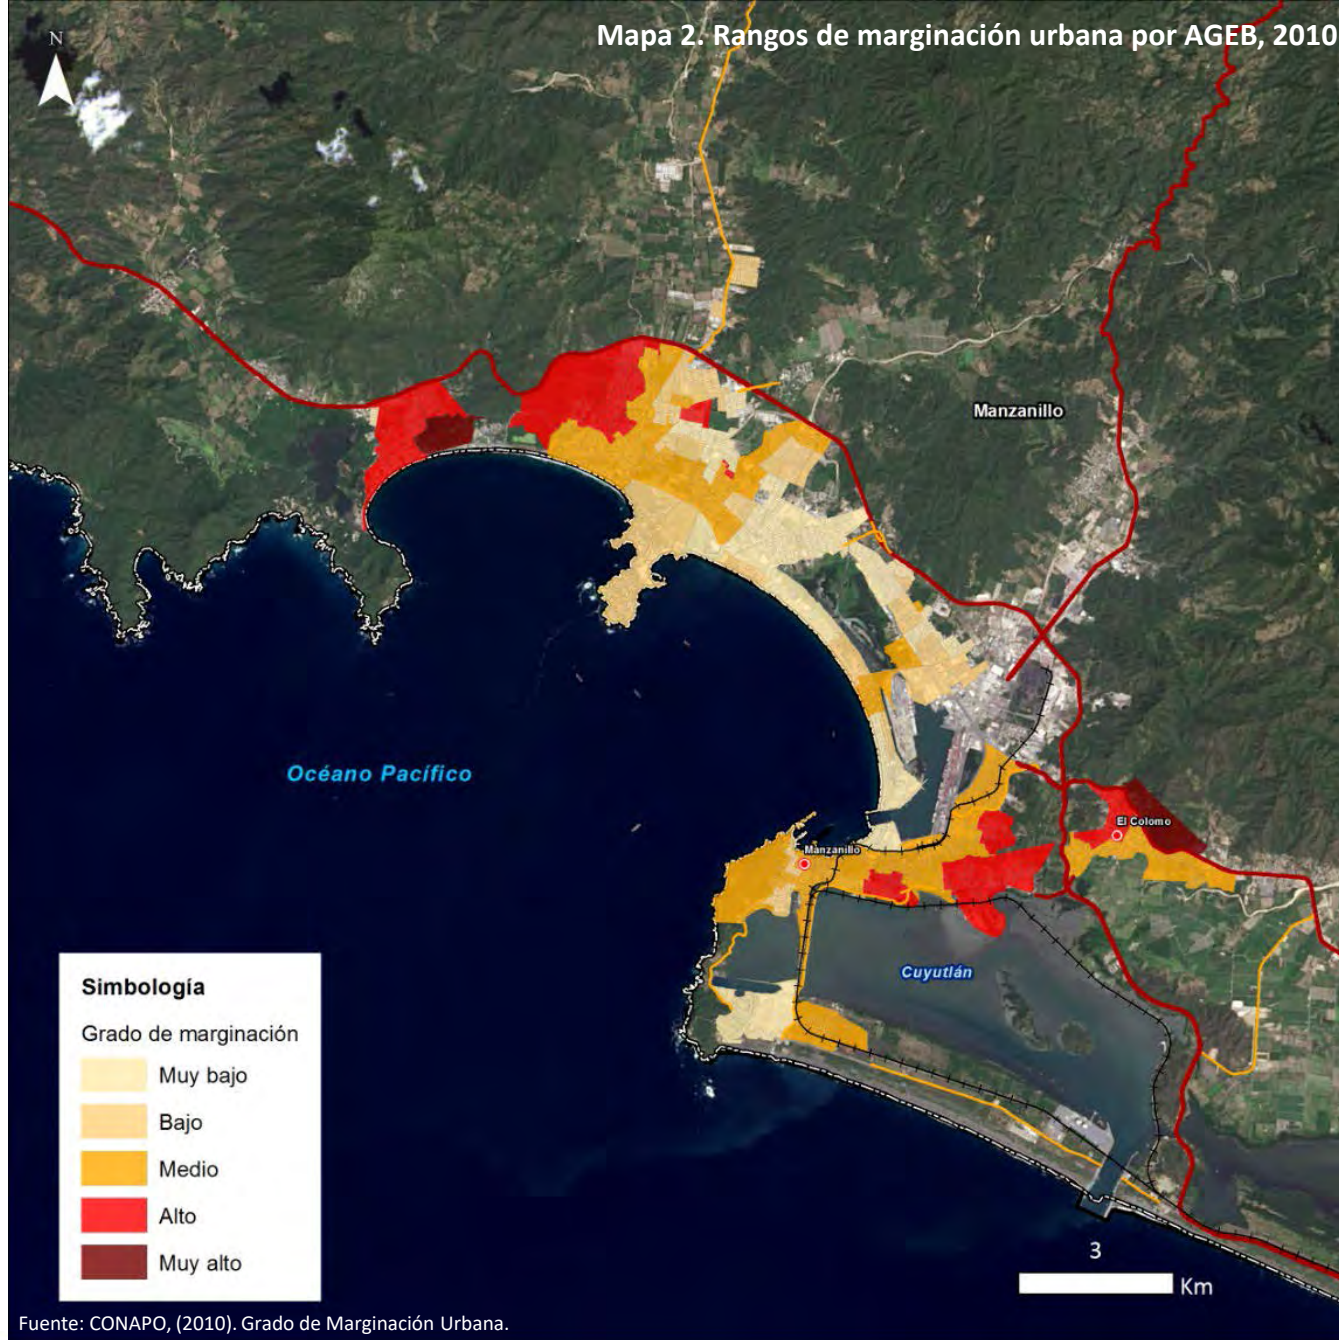 Mapa 2. Rangos de marginación urbana por AGEB, 2010
N
Manzanillo
Océano Pacífico
El Colomo
Manzanillo
Cuyutlán
Simbología
Grado de marginación
Muy bajo
Bajo
Medio
Alto
Muy alto
3
Km
Fuente: CONAPO, (2010). Grado de Marginación Urbana.